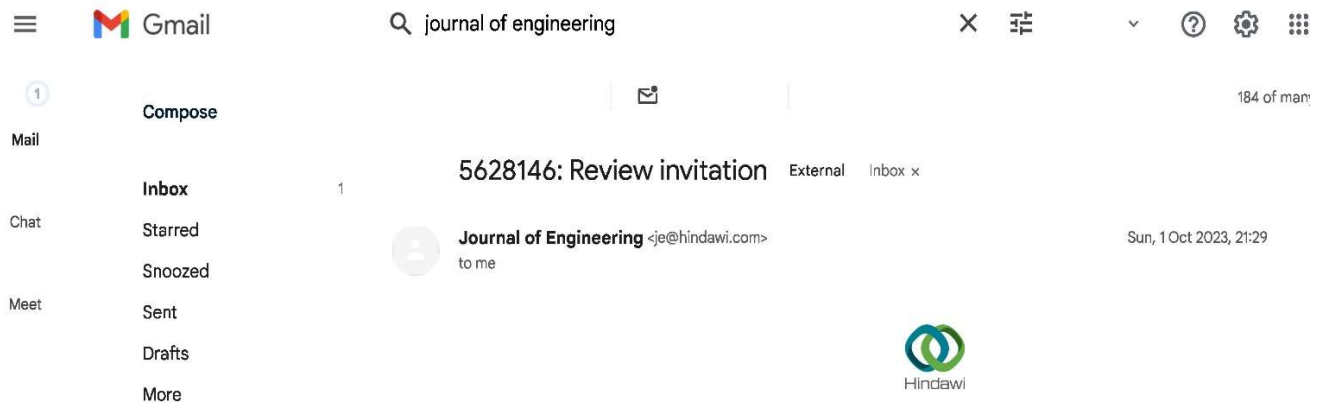 Gmail
journal of engineering
1
Compose
184 of many
Mail
5628146: Review invitation External Inbox ×
Inbox 1
Chat
Starred
Journal of Engineering <je@hindawi.com> Sun, 1 Oct 2023, 21:29
to me
Snoozed
Meet
Sent
Drafts
Hindawi
More